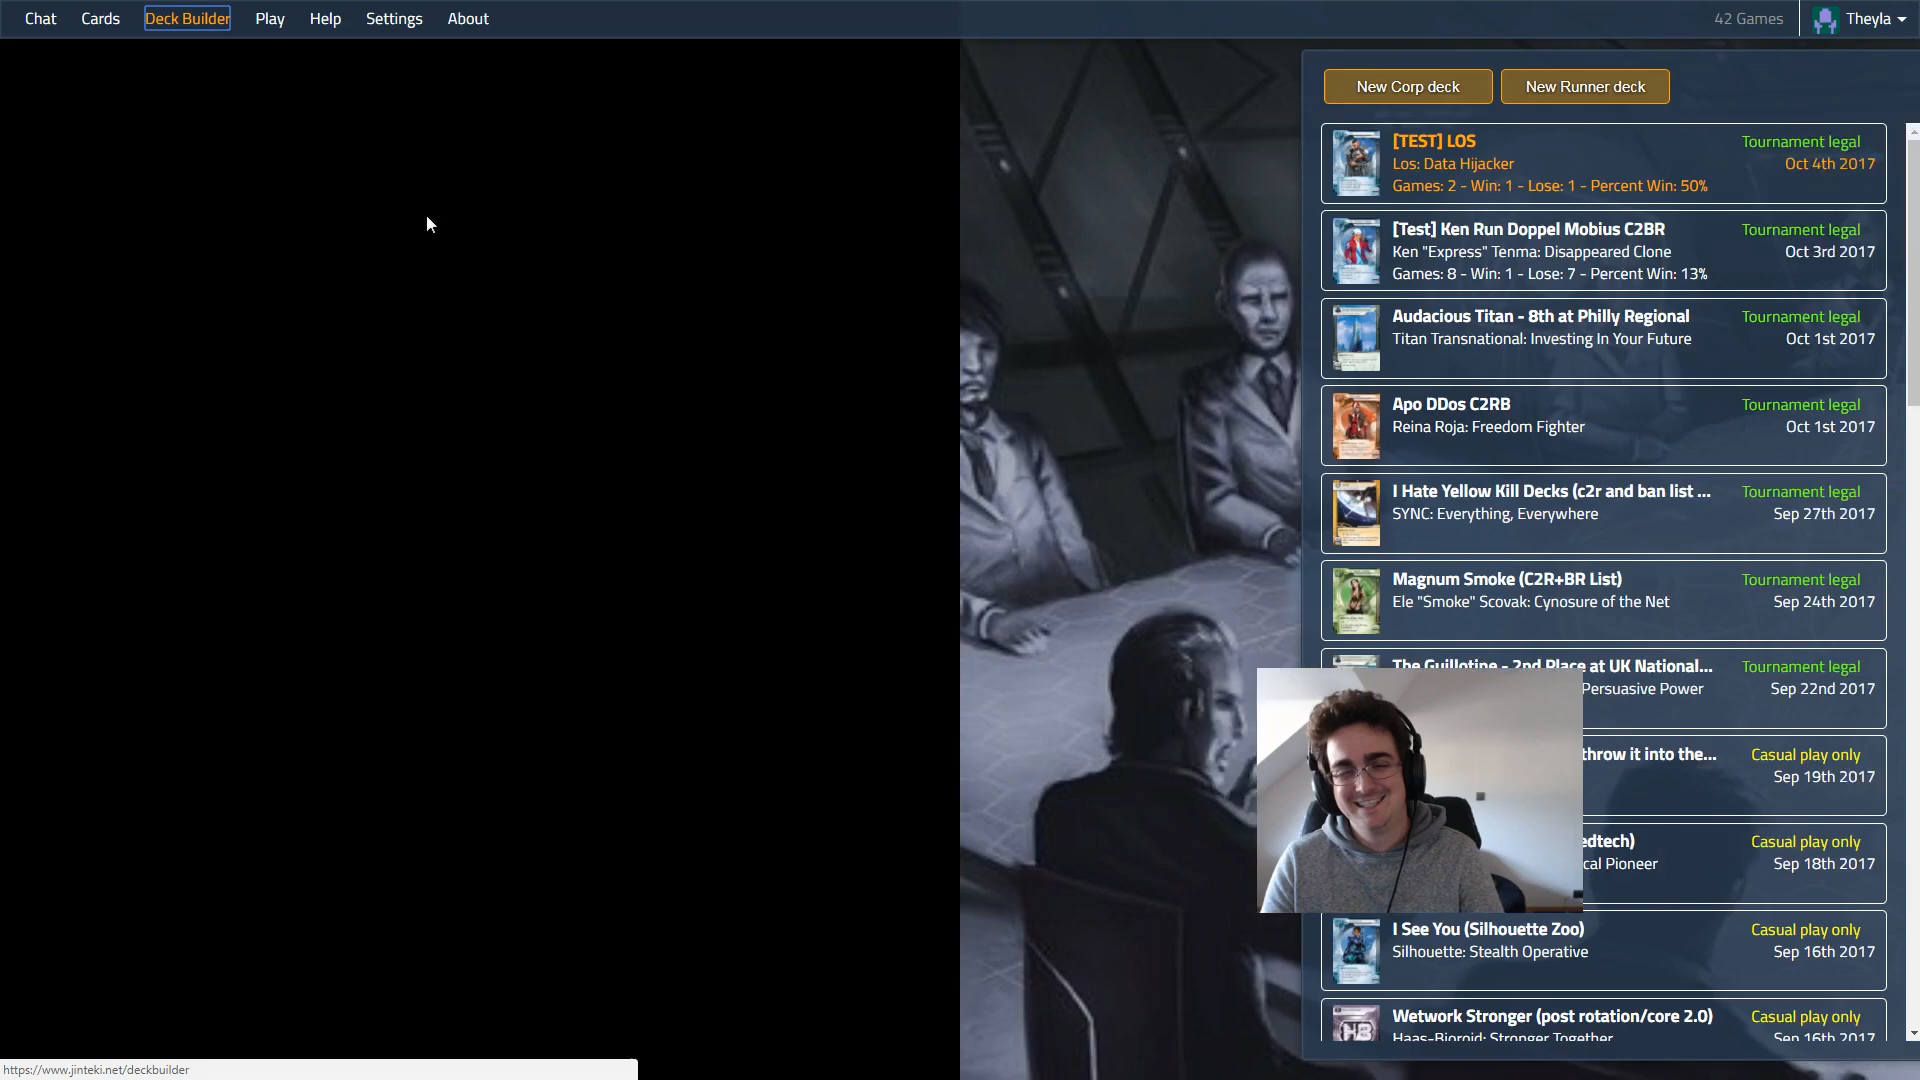 Chat Cards Deck Builder Play Help Settings About 42 Games Theyla
New Corp deck New Runner deck
[TEST] LOS Tournament legal
Los: Data Hijacker Oct 4th 2017
Games: 2 - Win: 1 - Lose: 1 - Percent Win: 50%
[Test] Ken Run Doppel Mobius C2BR Tournament legal
Ken "Express" Tenma: Disappeared Clone Oct 3rd 2017
Games: 8 - Win: 1 - Lose: 7 - Percent Win: 13%
Audacious Titan - 8th at Philly Regional Tournament legal
Titan Transnational: Investing In Your Future Oct 1st 2017
Apo DDos C2RB Tournament legal
Reina Roja: Freedom Fighter Oct 1st 2017
I Hate Yellow Kill Decks (c2r and ban list ... Tournament legal
SYNC: Everything, Everywhere Sep 27th 2017
Magnum Smoke (C2R+BR List) Tournament legal
Ele "Smoke" Scovak: Cynosure of the Net Sep 24th 2017
The Guillotine - 2nd Place at UK National... Tournament legal
Persuasive Power Sep 22nd 2017
throw it into the... Casual play only
Sep 19th 2017
edtech) Casual play only
cal Pioneer Sep 18th 2017
I See You (Silhouette Zoo) Casual play only
Silhouette: Stealth Operative Sep 16th 2017
Wetwork Stronger (post rotation/core 2.0) Casual play only
Haas-Bioroid: Stronger Together Sep 16th 2017
https://www.jinteki.net/deckbuilder